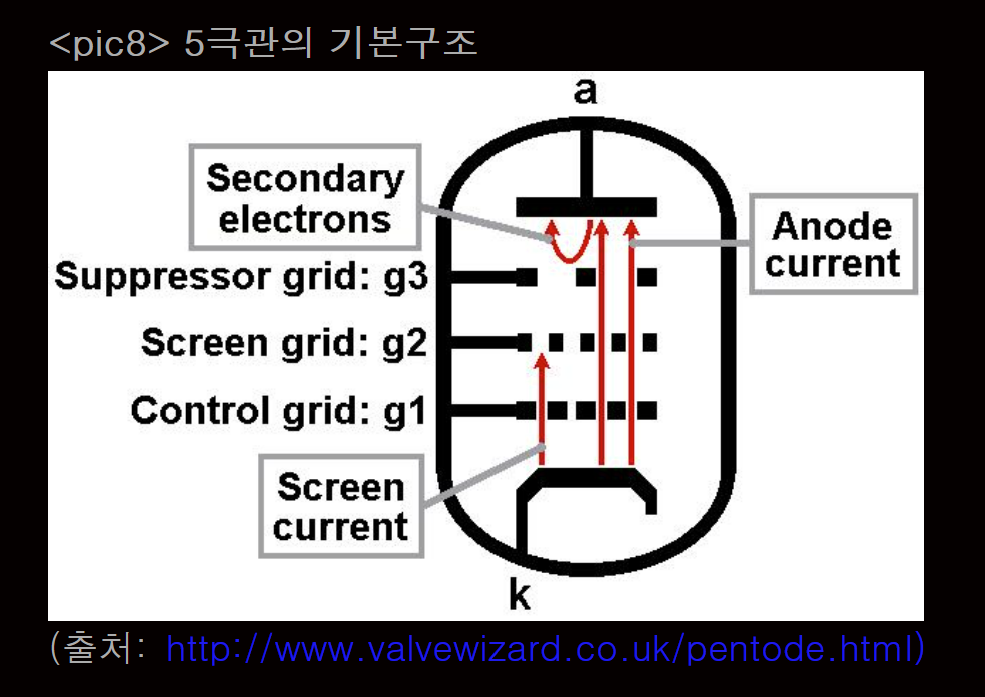 <pic8> 5극관의 기본구조
a
Secondary
electrons
Anode
current
Suppressor grid: g3
Screen grid: g2
Control grid: g1
Screen
current
k
(출처: http://www.valvewizard.co.uk/pentode.html)